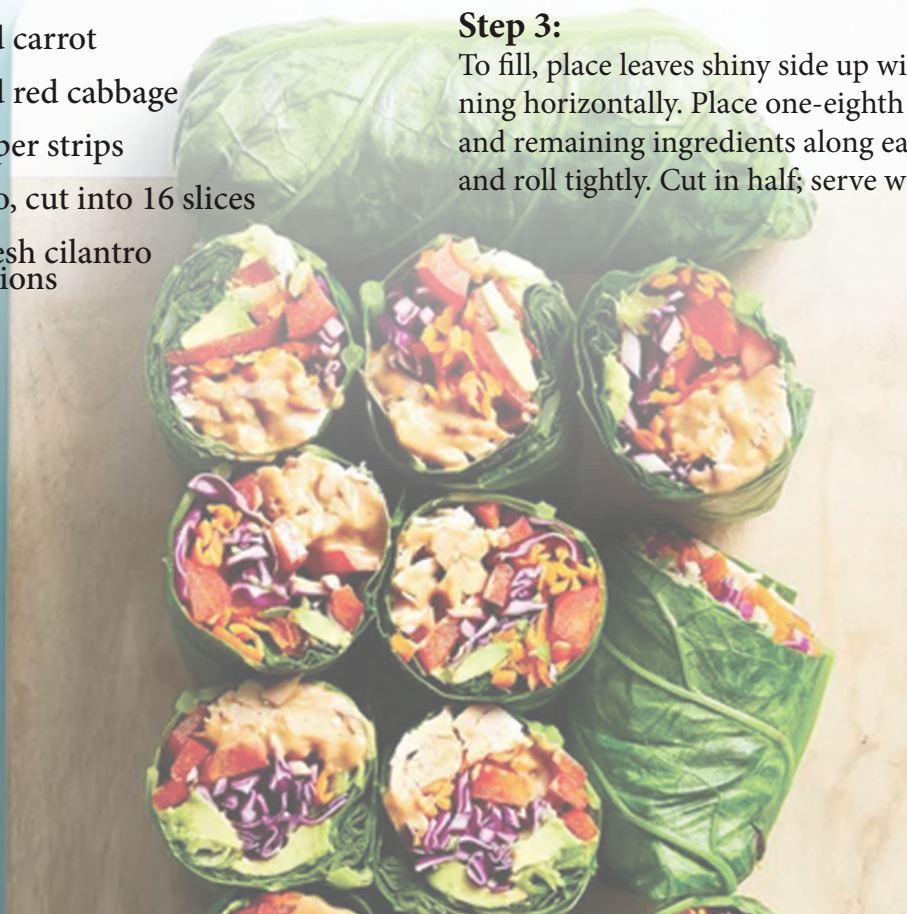 carrot
red cabbage
per strips
o, cut into 16 slices
esh cilantro
ions
Step 3:
To fill, place leaves shiny side up wi
ning horizontally. Place one-eighth
and remaining ingredients along ea
and roll tightly. Cut in half; serve w